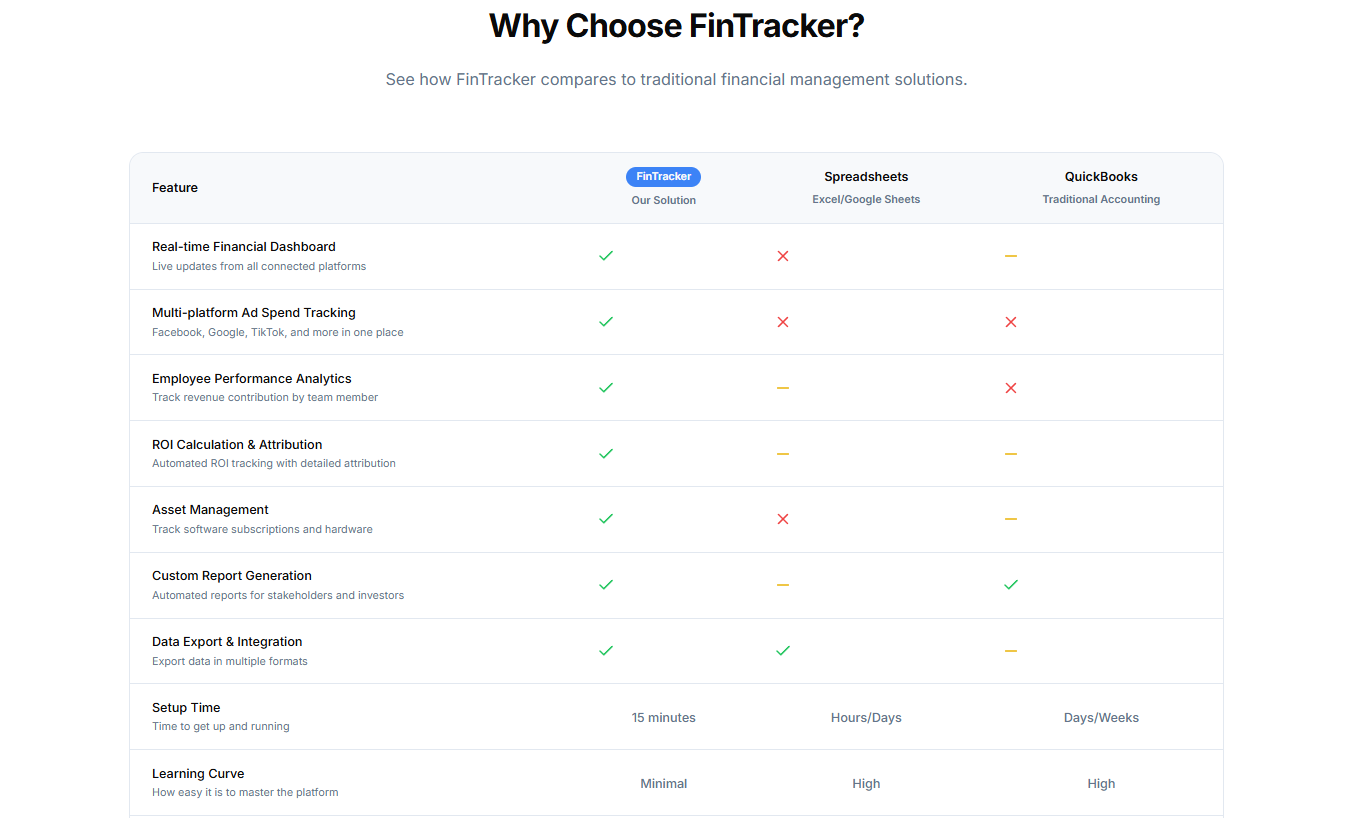 Why Choose FinTracker?
See how FinTracker compares to traditional financial management solutions.
Feature
FinTracker
Our Solution
Spreadsheets
Excel/Google Sheets
QuickBooks
Traditional Accounting
Real-time Financial Dashboard
Live updates from all connected platforms
Multi-platform Ad Spend Tracking
Facebook, Google, TikTok, and more in one place
Employee Performance Analytics
Track revenue contribution by team member
ROI Calculation & Attribution
Automated ROI tracking with detailed attribution
Asset Management
Track software subscriptions and hardware
Custom Report Generation
Automated reports for stakeholders and investors
Data Export & Integration
Export data in multiple formats
Setup Time
Time to get up and running
15 minutes
Hours/Days
Days/Weeks
Learning Curve
How easy it is to master the platform
Minimal
High
High